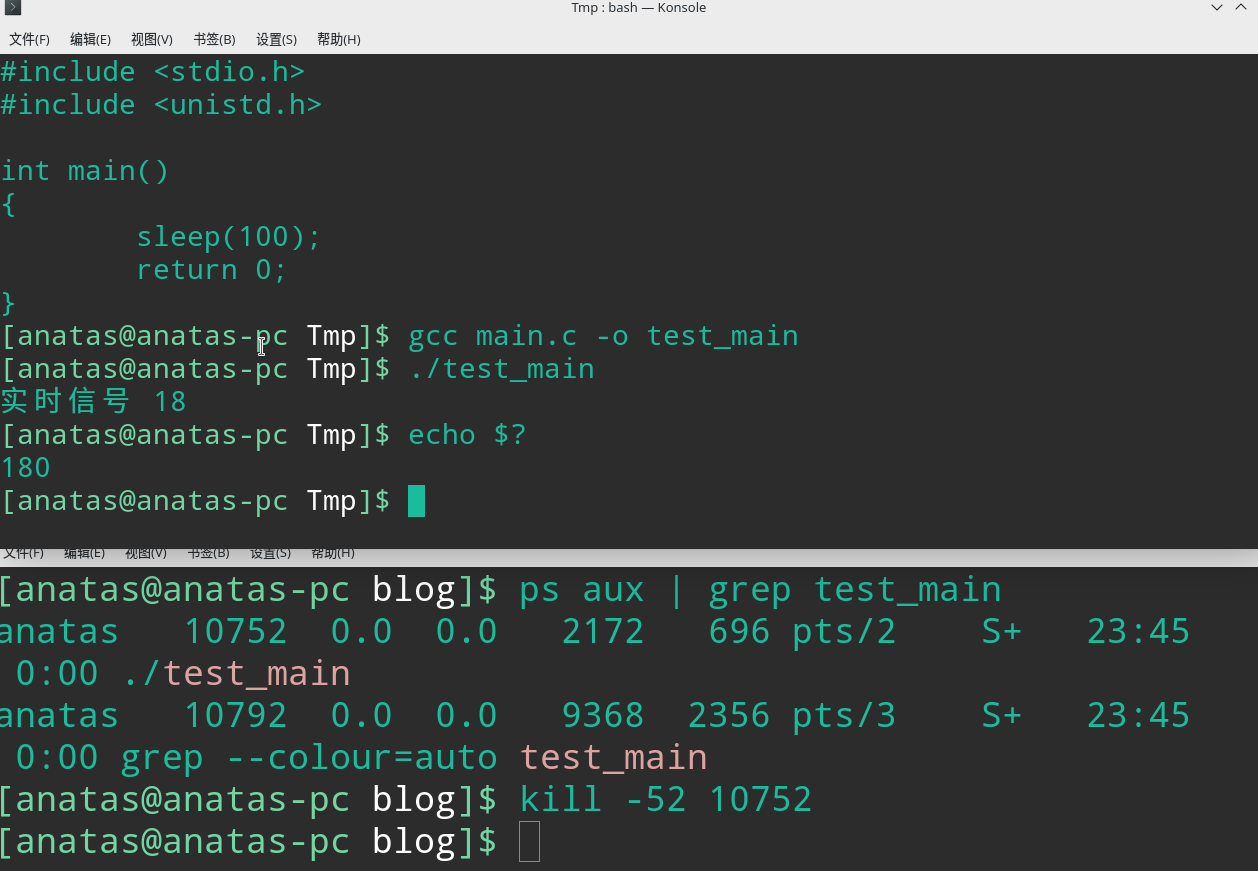 Tmp : bash — Konsole
文件(F) 编辑(E) 视图(V) 书签(B) 设置(S) 帮助(H)
#include <stdio.h>
#include <unistd.h>
int main()
{
        sleep(100);
        return 0;
}
[anatas@anatas-pc Tmp]$ gcc main.c -o test_main
[anatas@anatas-pc Tmp]$ ./test_main
实时信号 18
[anatas@anatas-pc Tmp]$ echo $?
180
[anatas@anatas-pc Tmp]$
文件(F) 编辑(E) 视图(V) 书签(B) 设置(S) 帮助(H)
[anatas@anatas-pc blog]$ ps aux | grep test_main
anatas   10752  0.0  0.0   2172   696 pts/2    S+   23:45
 0:00 ./test_main
anatas   10792  0.0  0.0   9368  2356 pts/3    S+   23:45
 0:00 grep --colour=auto test_main
[anatas@anatas-pc blog]$ kill -52 10752
[anatas@anatas-pc blog]$